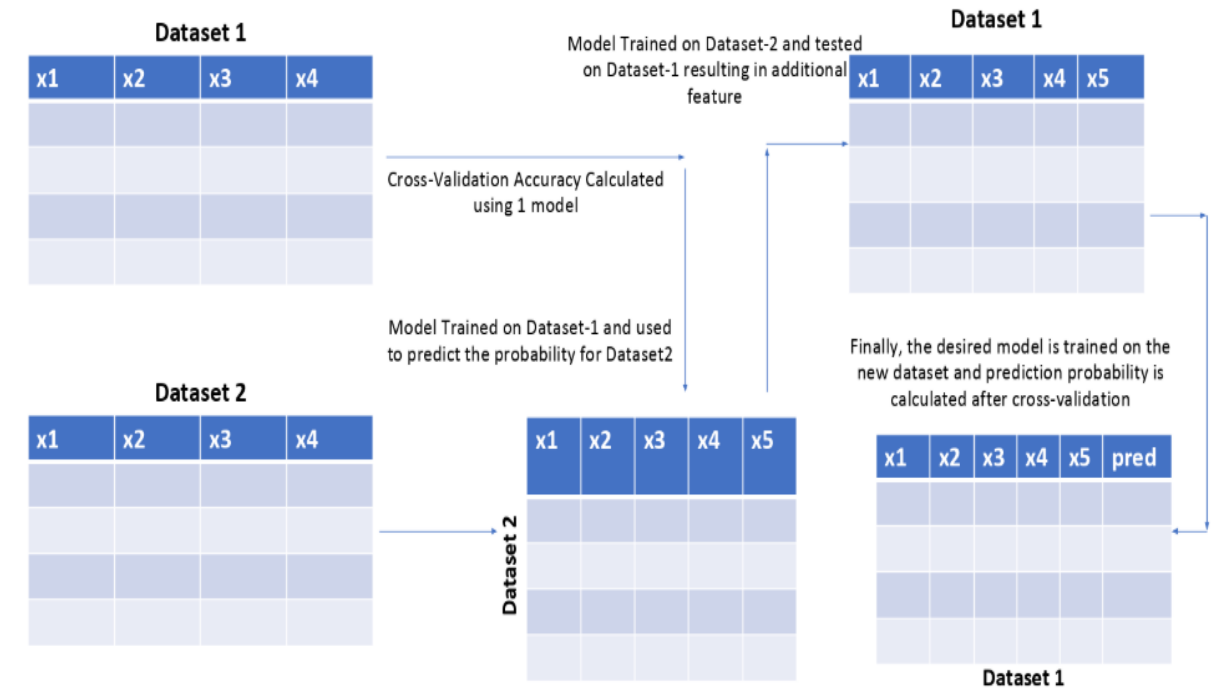 Dataset 1
x1 x2 x3 x4
Cross-Validation Accuracy Calculated
using 1 model
Model Trained on Dataset-1 and used
to predict the probability for Dataset2
Dataset 2
x1 x2 x3 x4
Dataset 2
x1 x2 x3 x4 x5
Model Trained on Dataset-2 and tested
on Dataset-1 resulting in additional
feature
Dataset 1
x1 x2 x3 x4 x5
Finally, the desired model is trained on the
new dataset and prediction probability is
calculated after cross-validation
x1 x2 x3 x4 x5 pred
Dataset 1